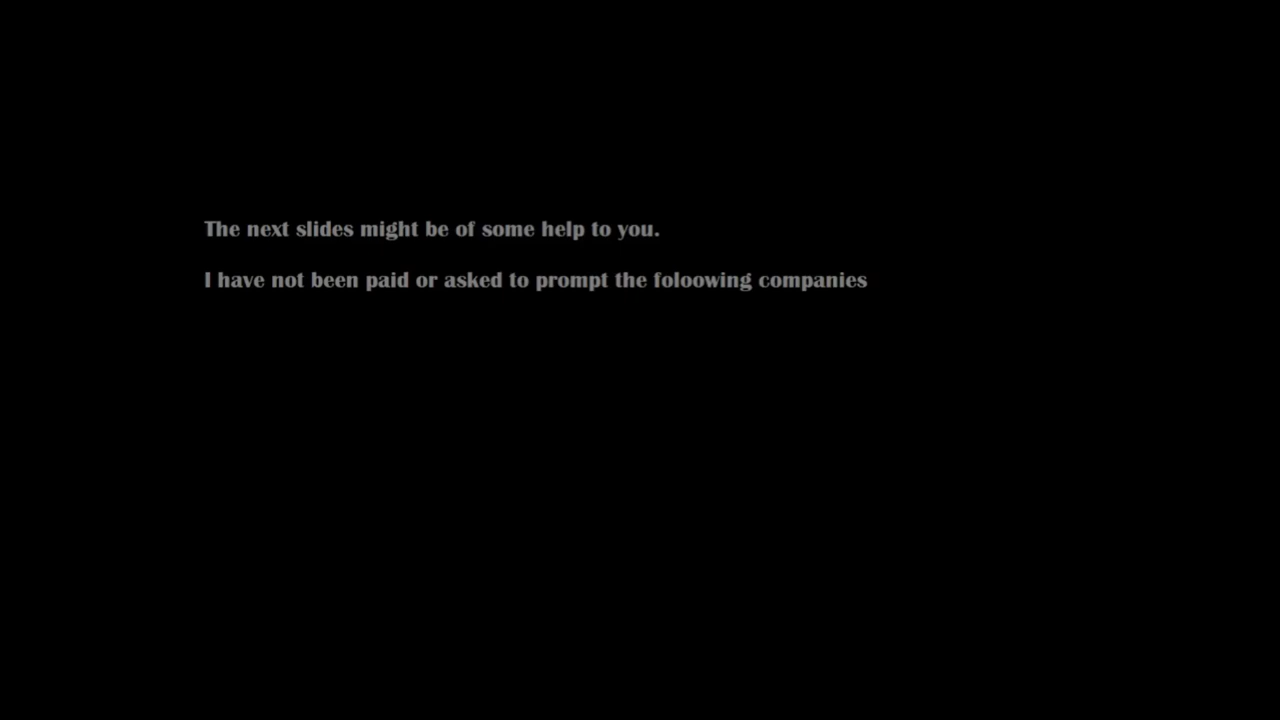 The next slides might be of some help to you.
I have not been paid or asked to prompt the foloowing companies